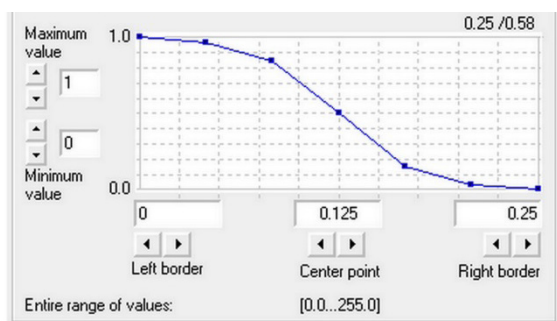 0.25 /0.58
Maximum
value
1.0
1
0
Minimum
value
0.0
0
0.125
0.25
Left border
Center point
Right border
Entire range of values:
[0.0...255.0]